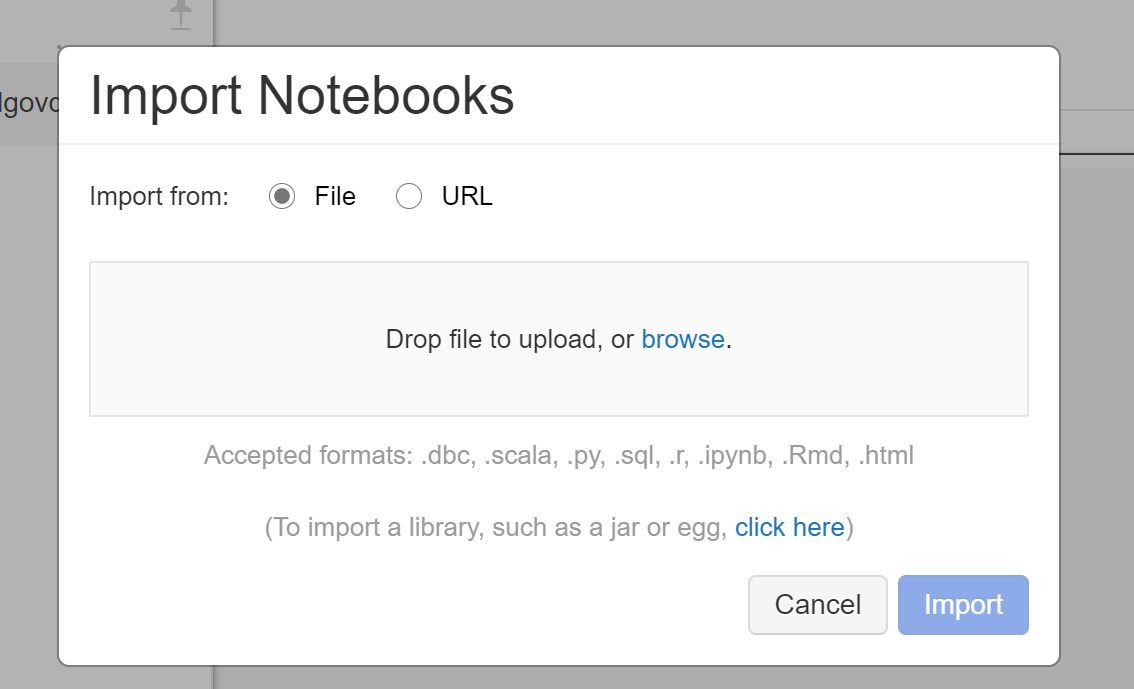 Import Notebooks
Import from: File URL
Drop file to upload, or browse.
Accepted formats: .dbc, .scala, .py, .sql, .r, .ipynb, .Rmd, .html
(To import a library, such as a jar or egg, click here)
Cancel Import